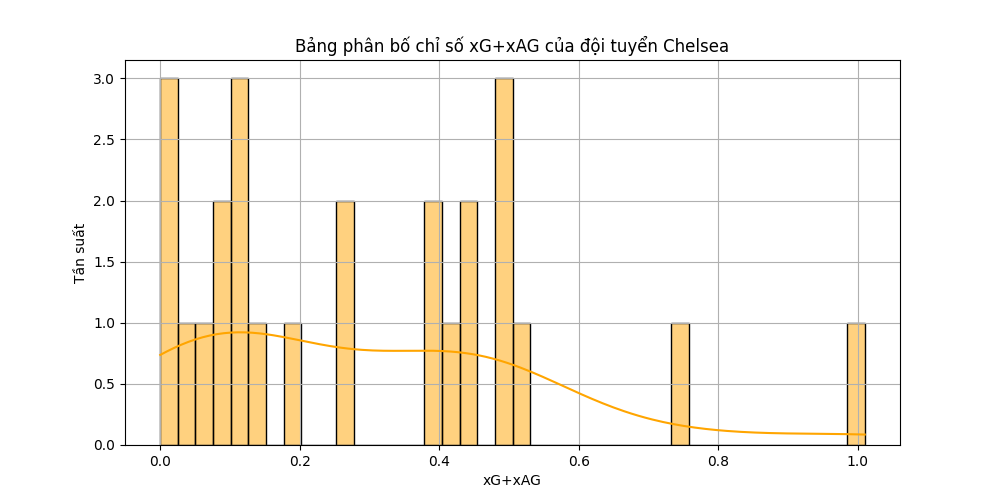 Bảng phân bố chỉ số xG+xAG của đội tuyển Chelsea
Tần suất
3.0
2.5
2.0
1.5
1.0
0.5
0.0
0.0 0.2 0.4 0.6 0.8 1.0
xG+xAG